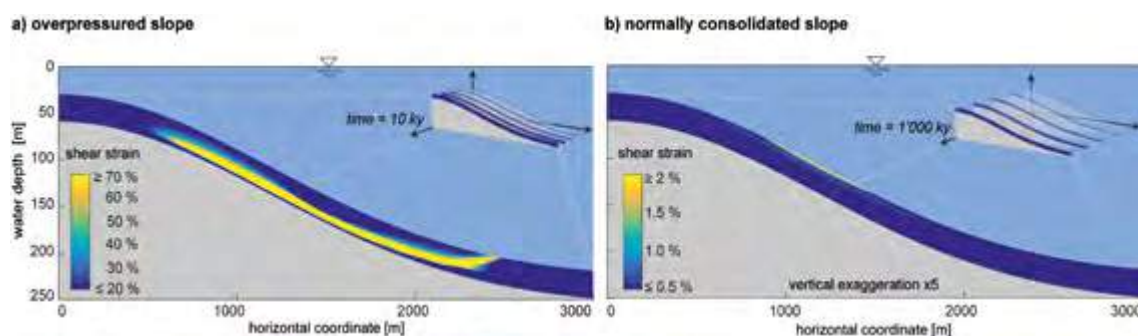 a) overpressured slope
b) normally consolidated slope
0
50
100
150
200
250
water depth [m]
time = 10 ky
shear strain
≥ 70 %
60 %
50 %
40 %
30 %
≤ 20 %
0
1000
2000
3000
horizontal coordinate [m]
time = 1'000 ky
shear strain
≥ 2 %
1.5 %
1.0 %
≤ 0.5 %
vertical exaggeration x5
0
1000
2000
3000
horizontal coordinate [m]